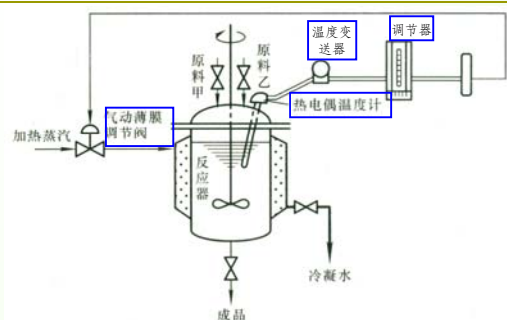 温度变
送器
调节器
原料甲
原料乙
热电偶温度计
气动薄膜
调节阀
加热蒸汽
反应器
冷凝水
成品